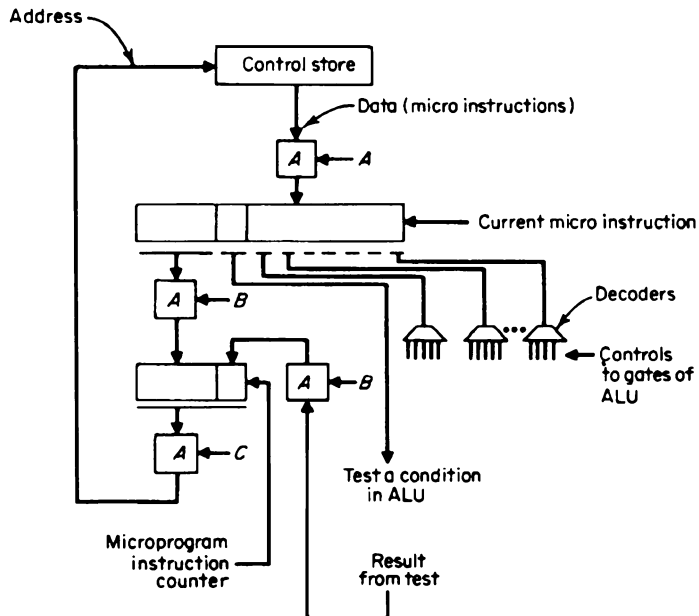 Address
Control store
Data (micro instructions)
A
A
Current micro instruction
A
B
Decoders
A
B
Controls
to gates of
ALU
A
C
Test a condition
in ALU
Microprogram
instruction
counter
Result
from test